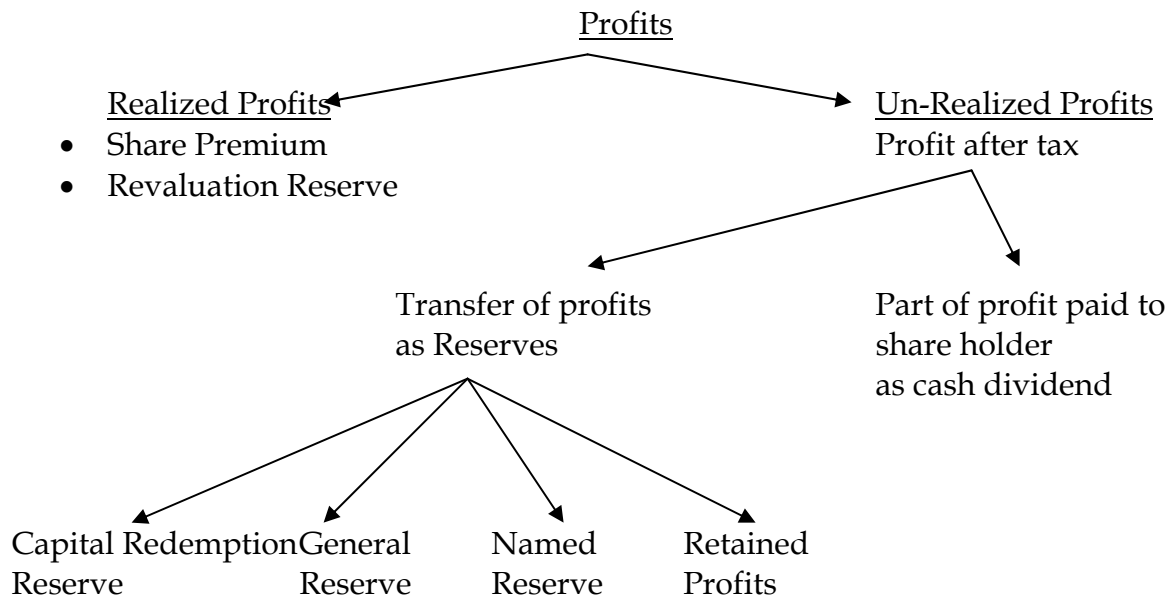 Profits
Realized Profits
• Share Premium
• Revaluation Reserve
Un-Realized Profits
Profit after tax
Transfer of profits
as Reserves
Part of profit paid to
share holder
as cash dividend
Capital Redemption
Reserve
General
Reserve
Named
Reserve
Retained
Profits